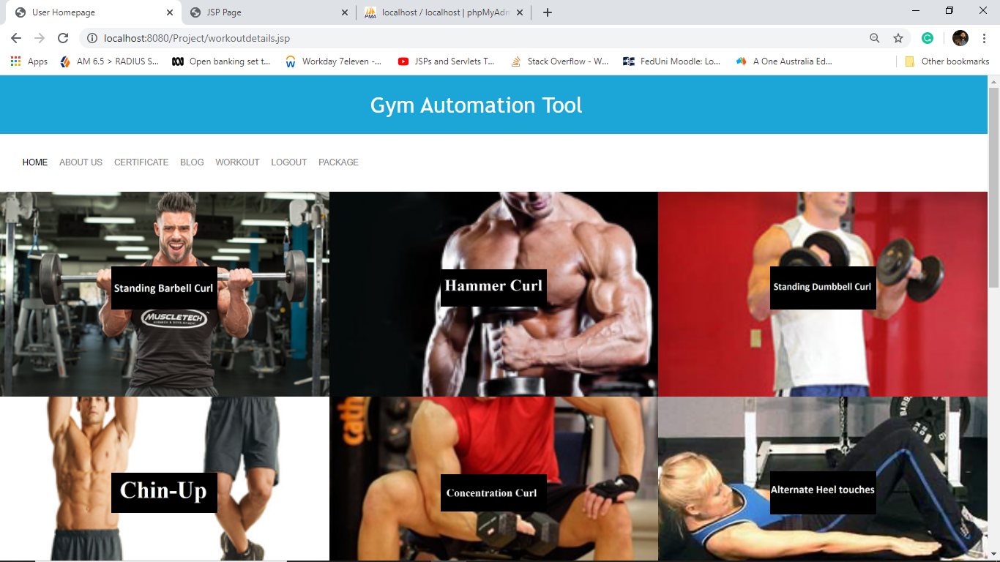 User Homepage
JSP Page
PMA
localhost / localhost | phpMyAdm
localhost:8080/Project/workoutdetails.jsp
Apps
AM 6.5 > RADIUS S...
Open banking set t...
Workday 7eleven -...
JSPs and Servlets T...
Stack Overflow - W...
FedUni Moodle: Lo...
A One Australia Ed...
Other bookmarks
Gym Automation Tool
HOME
ABOUT US
CERTIFICATE
BLOG
WORKOUT
LOGOUT
PACKAGE
Standing Barbell Curl
MUSCLETECH
Hammer Curl
Standing Dumbbell Curl
Chin-Up
Concentration Curl
Alternate Heel touches